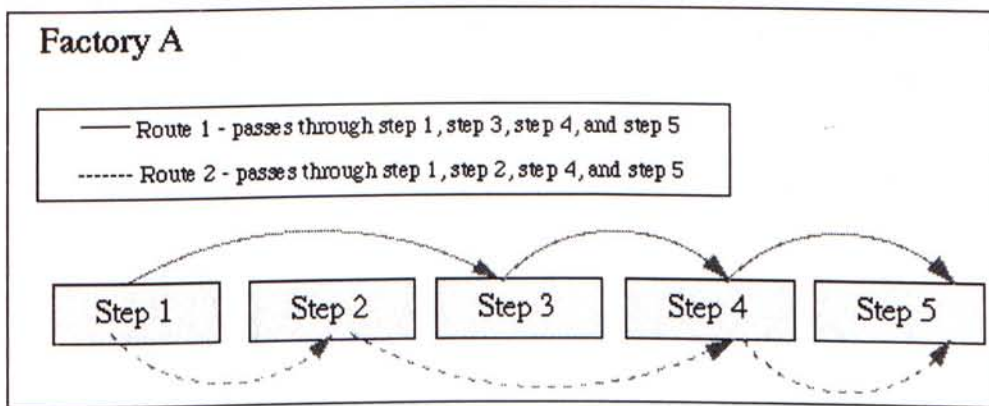 Factory A
Route 1 - passes through step 1, step 3, step 4, and step 5
Route 2 - passes through step 1, step 2, step 4, and step 5
Step 1 Step 2 Step 3 Step 4 Step 5